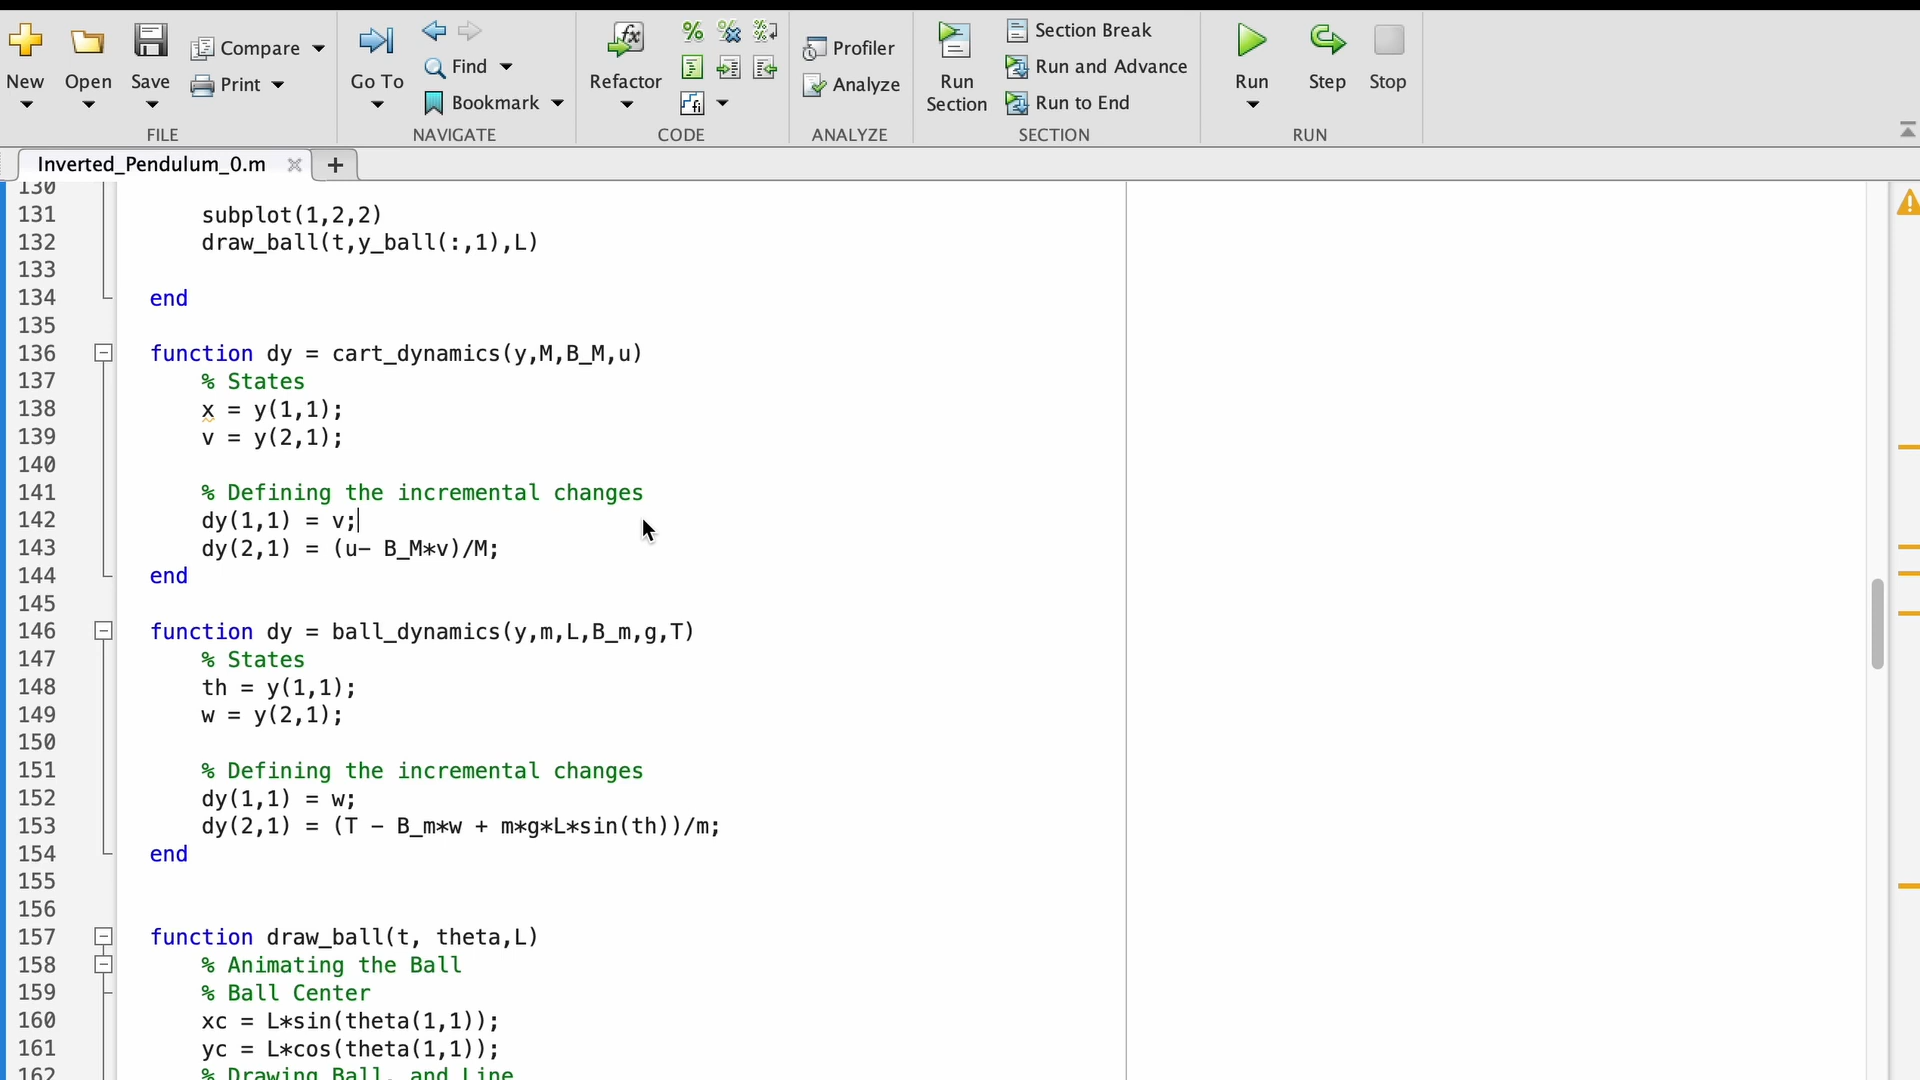 New
Open
Save
Compare
Print
FILE
Go To
Find
Bookmark
NAVIGATE
Refactor
CODE
Profiler
Analyze
ANALYZE
Run
Section
Section Break
Run and Advance
Run to End
SECTION
Run
Step
Stop
RUN
Inverted_Pendulum_0.m
130
131 subplot(1,2,2)
132 draw_ball(t,y_ball(:,1),L)
133
134 end
135
136 function dy = cart_dynamics(y,M,B_M,u)
137 % States
138 x = y(1,1);
139 v = y(2,1);
140
141 % Defining the incremental changes
142 dy(1,1) = v;
143 dy(2,1) = (u- B_M*v)/M;
144 end
145
146 function dy = ball_dynamics(y,m,L,B_m,g,T)
147 % States
148 th = y(1,1);
149 w = y(2,1);
150
151 % Defining the incremental changes
152 dy(1,1) = w;
153 dy(2,1) = (T - B_m*w + m*g*L*sin(th))/m;
154 end
155
156
157 function draw_ball(t, theta,L)
158 % Animating the Ball
159 % Ball Center
160 xc = L*sin(theta(1,1));
161 yc = L*cos(theta(1,1));
162 % Drawing Ball, and Line